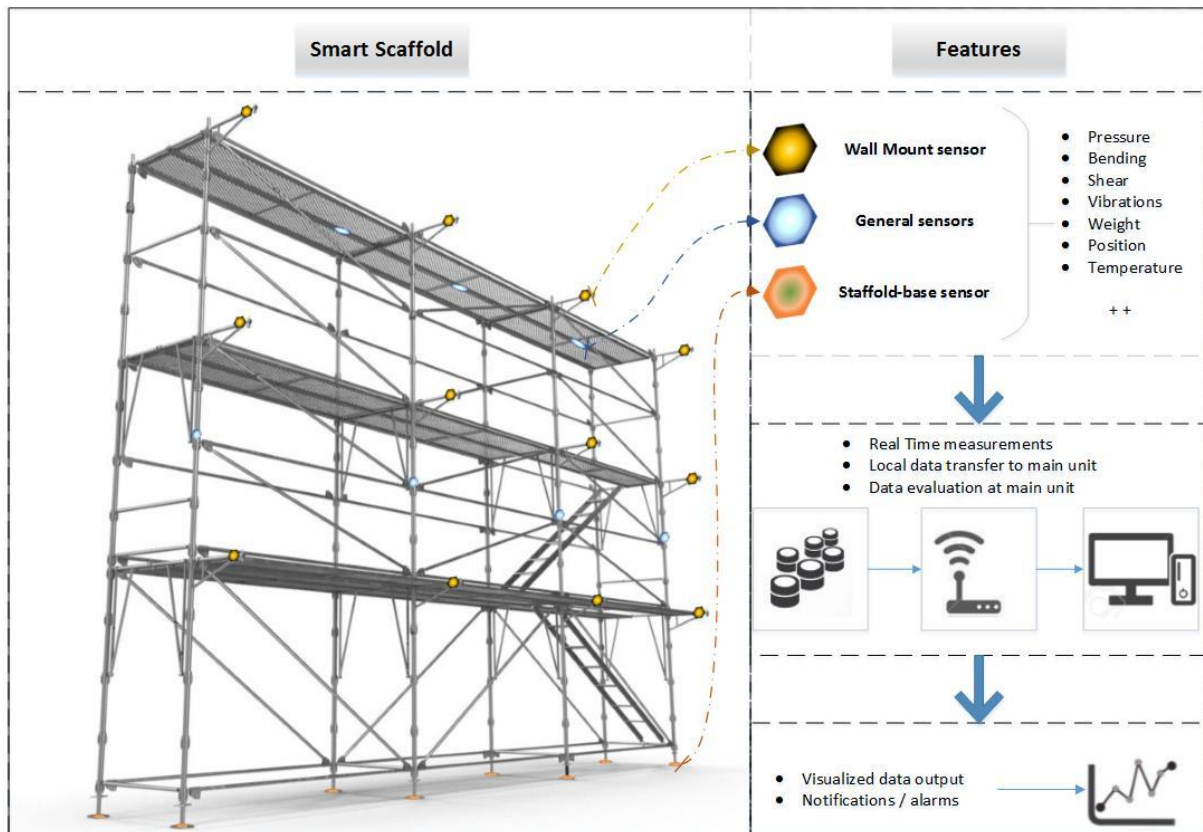 Smart Scaffold
Features
Wall Mount sensor
General sensors
Staffold-base sensor
• Pressure
• Bending
• Shear
• Vibrations
• Weight
• Position
• Temperature
+ +
• Real Time measurements
• Local data transfer to main unit
• Data evaluation at main unit
• Visualized data output
• Notifications / alarms